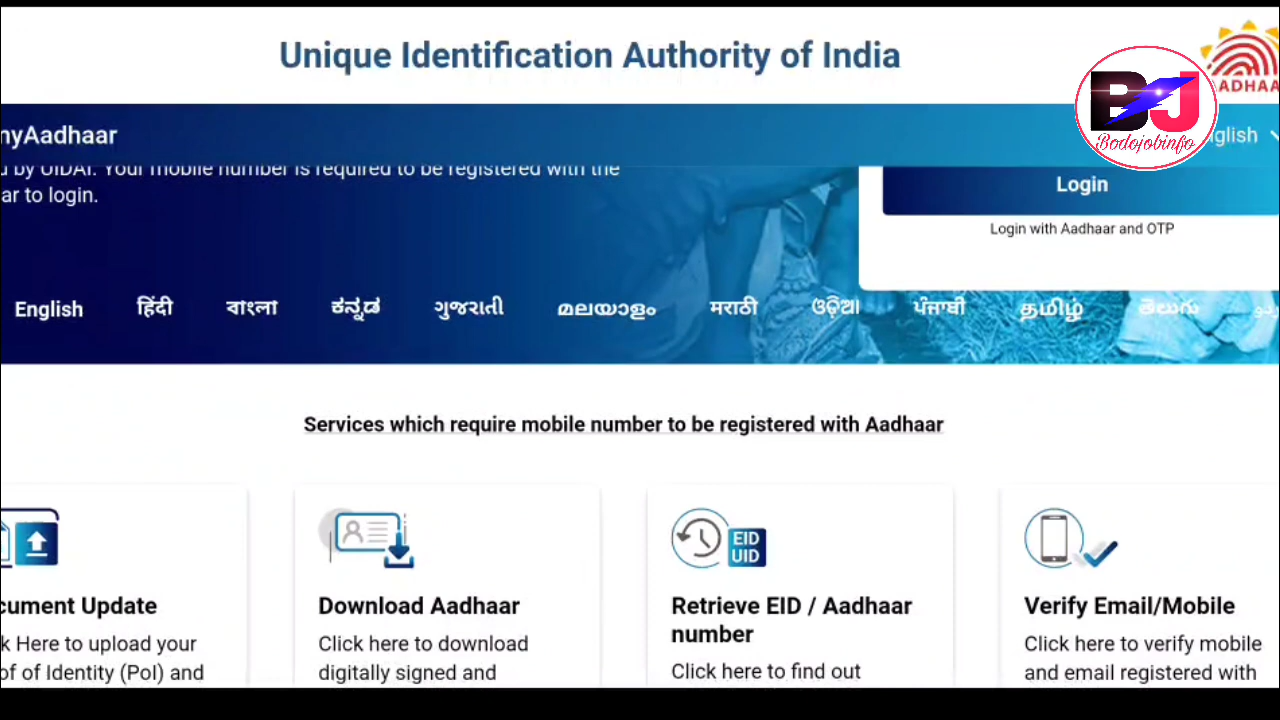 Unique Identification Authority of India
ADHAA
BJ
Bodojobinfo
nyAadhaar
glish
d by UIDAI. Your mobile number is required to be registered with the
ar to login.
Login
Login with Aadhaar and OTP
English हिंदी বাংলা ಕನ್ನಡ ગુજરાતી മലയാളം मराठी ଓଡ଼ିଆ ਪੰਜਾਬੀ தமிழ் తెలుగు
Services which require mobile number to be registered with Aadhaar
EID
UID
cument Update
k Here to upload your
of of Identity (PoI) and
Download Aadhaar
Click here to download
digitally signed and
Retrieve EID / Aadhaar
number
Click here to find out
Verify Email/Mobile
Click here to verify mobile
and email registered with